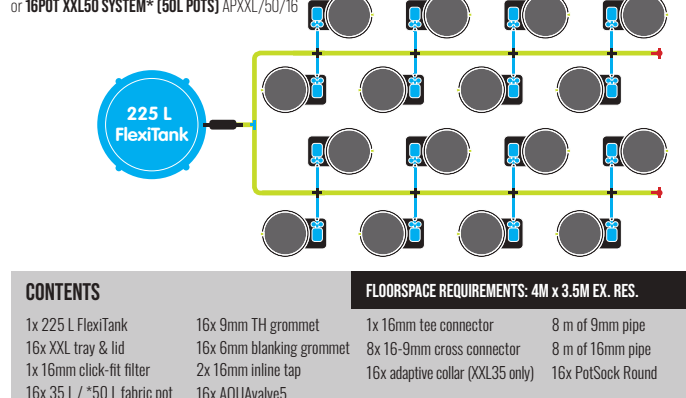 or 16POT XXL50 SYSTEM* (50L POTS) APXXL/50/16
225 L
FlexiTank
CONTENTS
1x 225 L FlexiTank
16x XXL tray & lid
1x 16mm click-fit filter
16x 35 L / *50 L fabric pot
16x 9mm TH grommet
16x 6mm blanking grommet
2x 16mm inline tap
16x AQUAvalve5
FLOORSPACE REQUIREMENTS: 4M x 3.5M EX. RES.
1x 16mm tee connector
8x 16-9mm cross connector
16x adaptive collar (XXL35 only)
8 m of 9mm pipe
8 m of 16mm pipe
16x PotSock Round